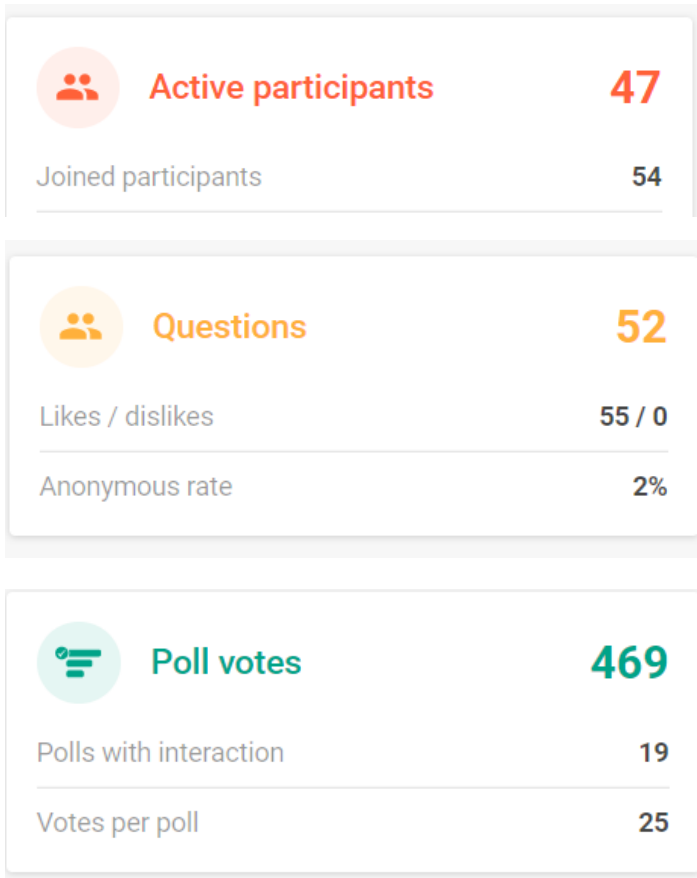 Active participants 47
Joined participants 54
Questions 52
Likes / dislikes 55 / 0
Anonymous rate 2%
Poll votes 469
Polls with interaction 19
Votes per poll 25